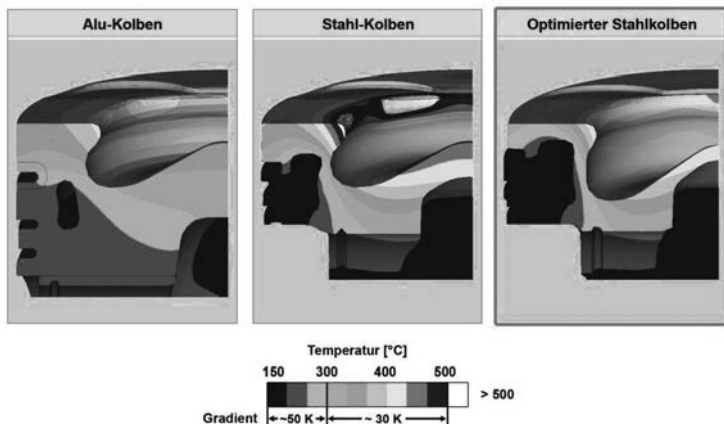 Alu-Kolben
Stahl-Kolben
Optimierter Stahlkolben
Temperatur [°C]
150 300 400 500
> 500
Gradient ~50 K ~ 30 K